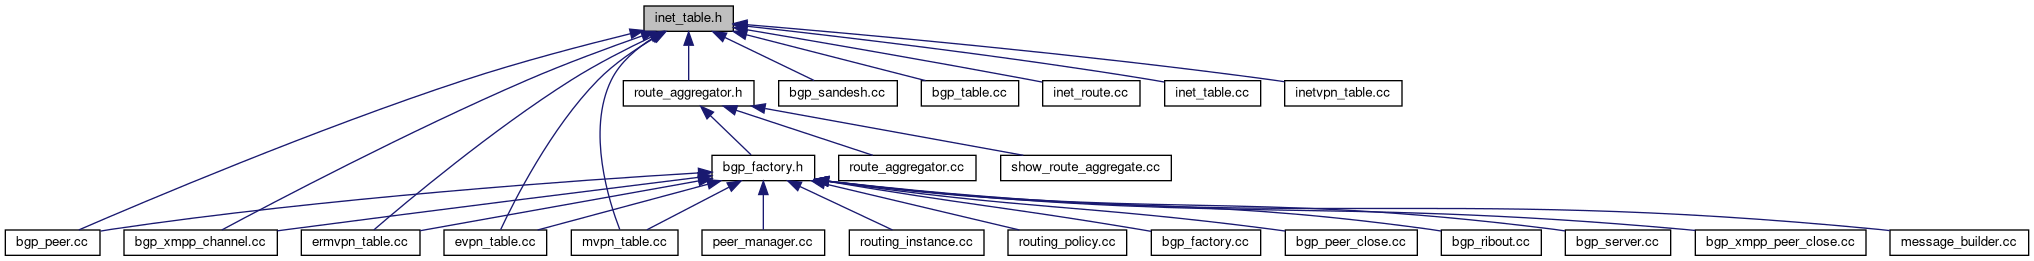 inet_table.h
route_aggregator.h
bgp_sandesh.cc
bgp_table.cc
inet_route.cc
inet_table.cc
inetvpn_table.cc
bgp_factory.h
route_aggregator.cc
show_route_aggregate.cc
bgp_peer.cc
bgp_xmpp_channel.cc
ermvpn_table.cc
evpn_table.cc
mvpn_table.cc
peer_manager.cc
routing_instance.cc
routing_policy.cc
bgp_factory.cc
bgp_peer_close.cc
bgp_ribout.cc
bgp_server.cc
bgp_xmpp_peer_close.cc
message_builder.cc